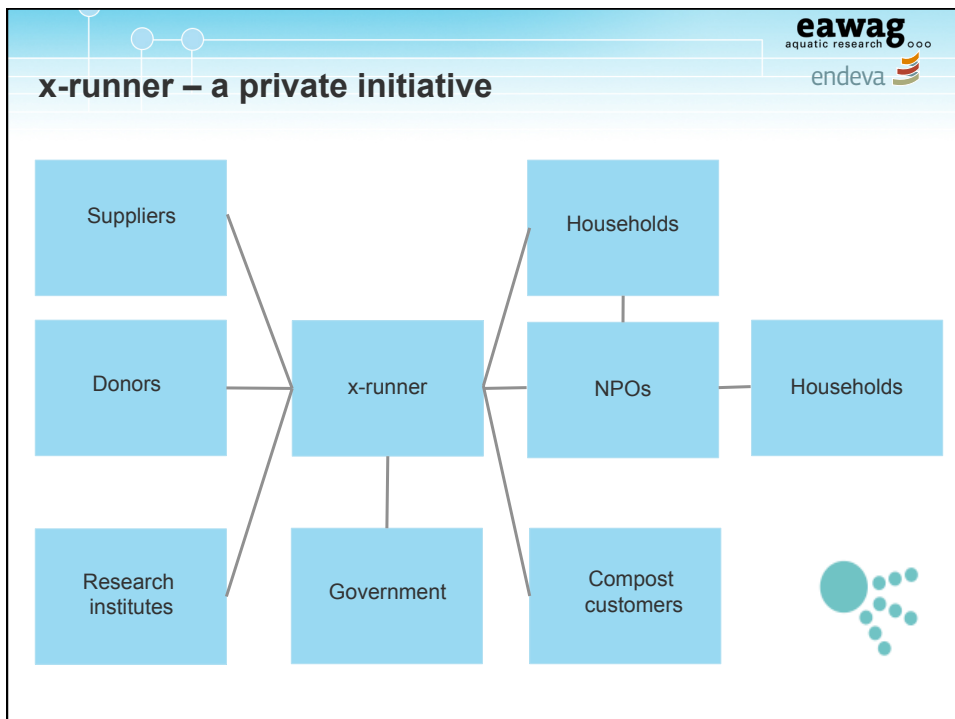 eawag
aquatic research
endeva
x-runner – a private initiative
Suppliers
Households
Donors
x-runner
NPOs
Households
Research
institutes
Government
Compost
customers